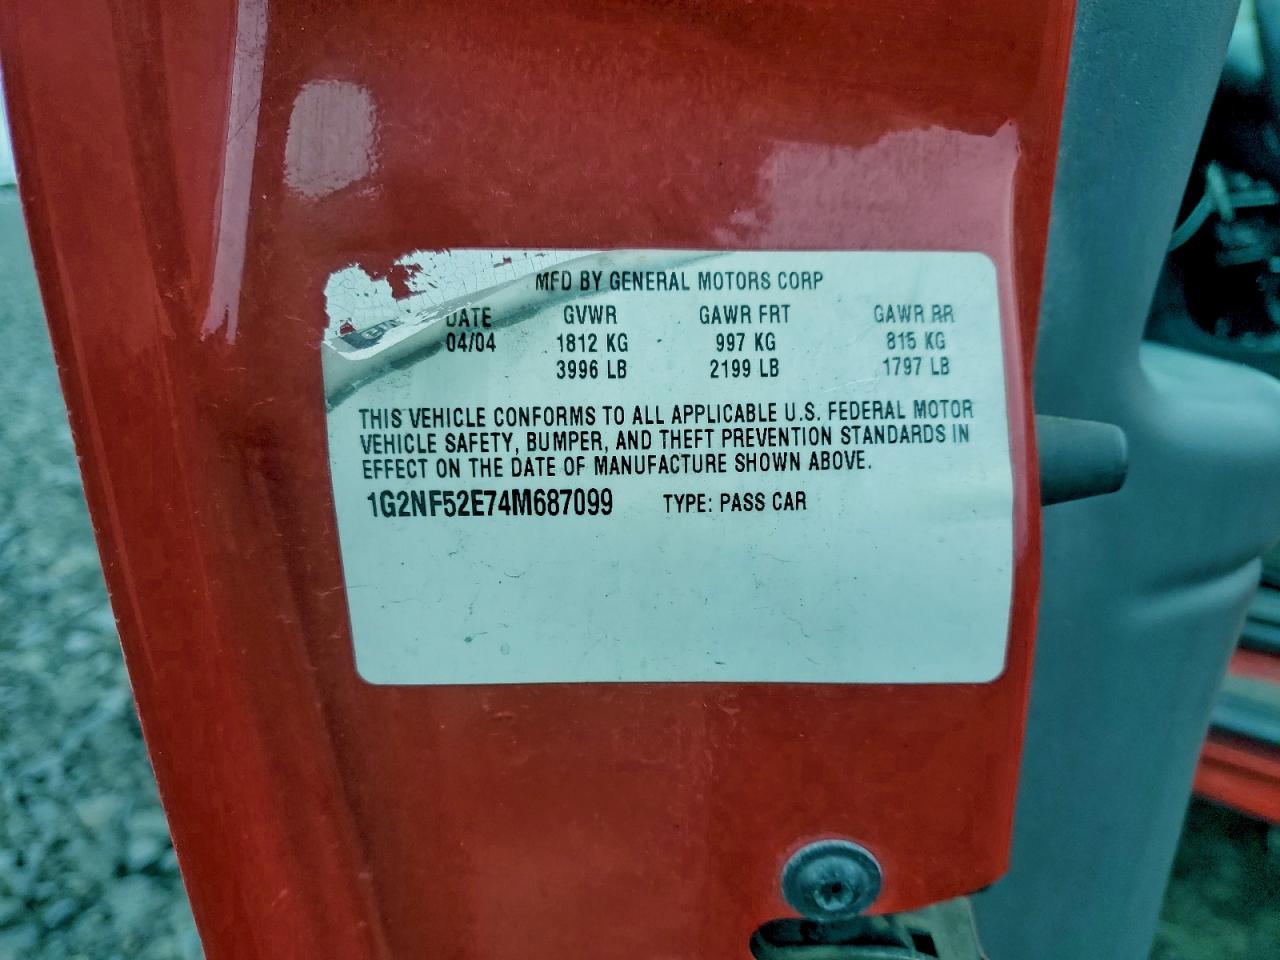 MFD BY GENERAL MOTORS CORP
DATE GVWR GAWR FRT GAWR RR
04/04 1812 KG 997 KG 815 KG
3996 LB 2199 LB 1797 LB
THIS VEHICLE CONFORMS TO ALL APPLICABLE U.S. FEDERAL MOTOR
VEHICLE SAFETY, BUMPER, AND THEFT PREVENTION STANDARDS IN
EFFECT ON THE DATE OF MANUFACTURE SHOWN ABOVE.
1G2NF52E74M687099 TYPE: PASS CAR